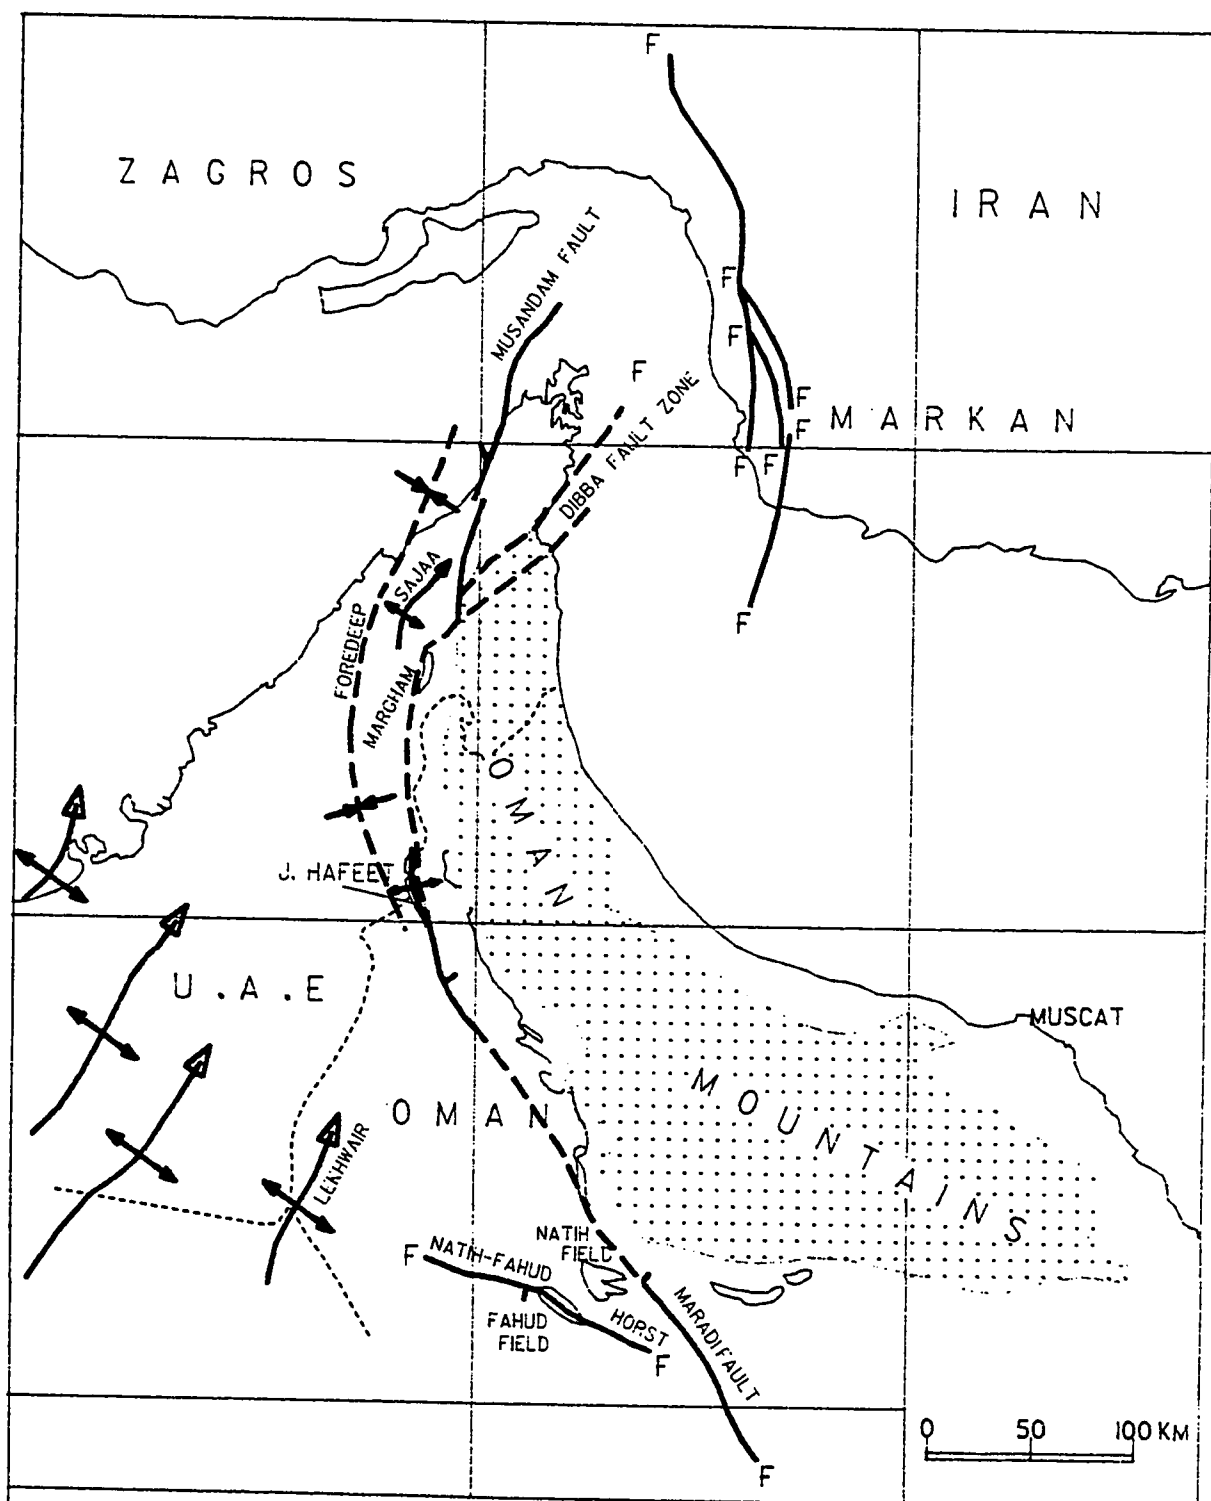 F
ZAGROS
IRAN
MUSANDAM FAULT
F
F
F
DIBBA FAULT ZONE
F
MARKAN
F
F F
SAJAA
FOREDEEP
F
MARGHAM
OMAN
J. HAFEET
U.A.E
MUSCAT
MOUNTAINS
OMAN
LEKHWAIR
NATIH
FIELD
F
NATIH-FAHUD
HORST
FAHUD
FIELD
F
MARADI FAULT
F
0 50 100 KM